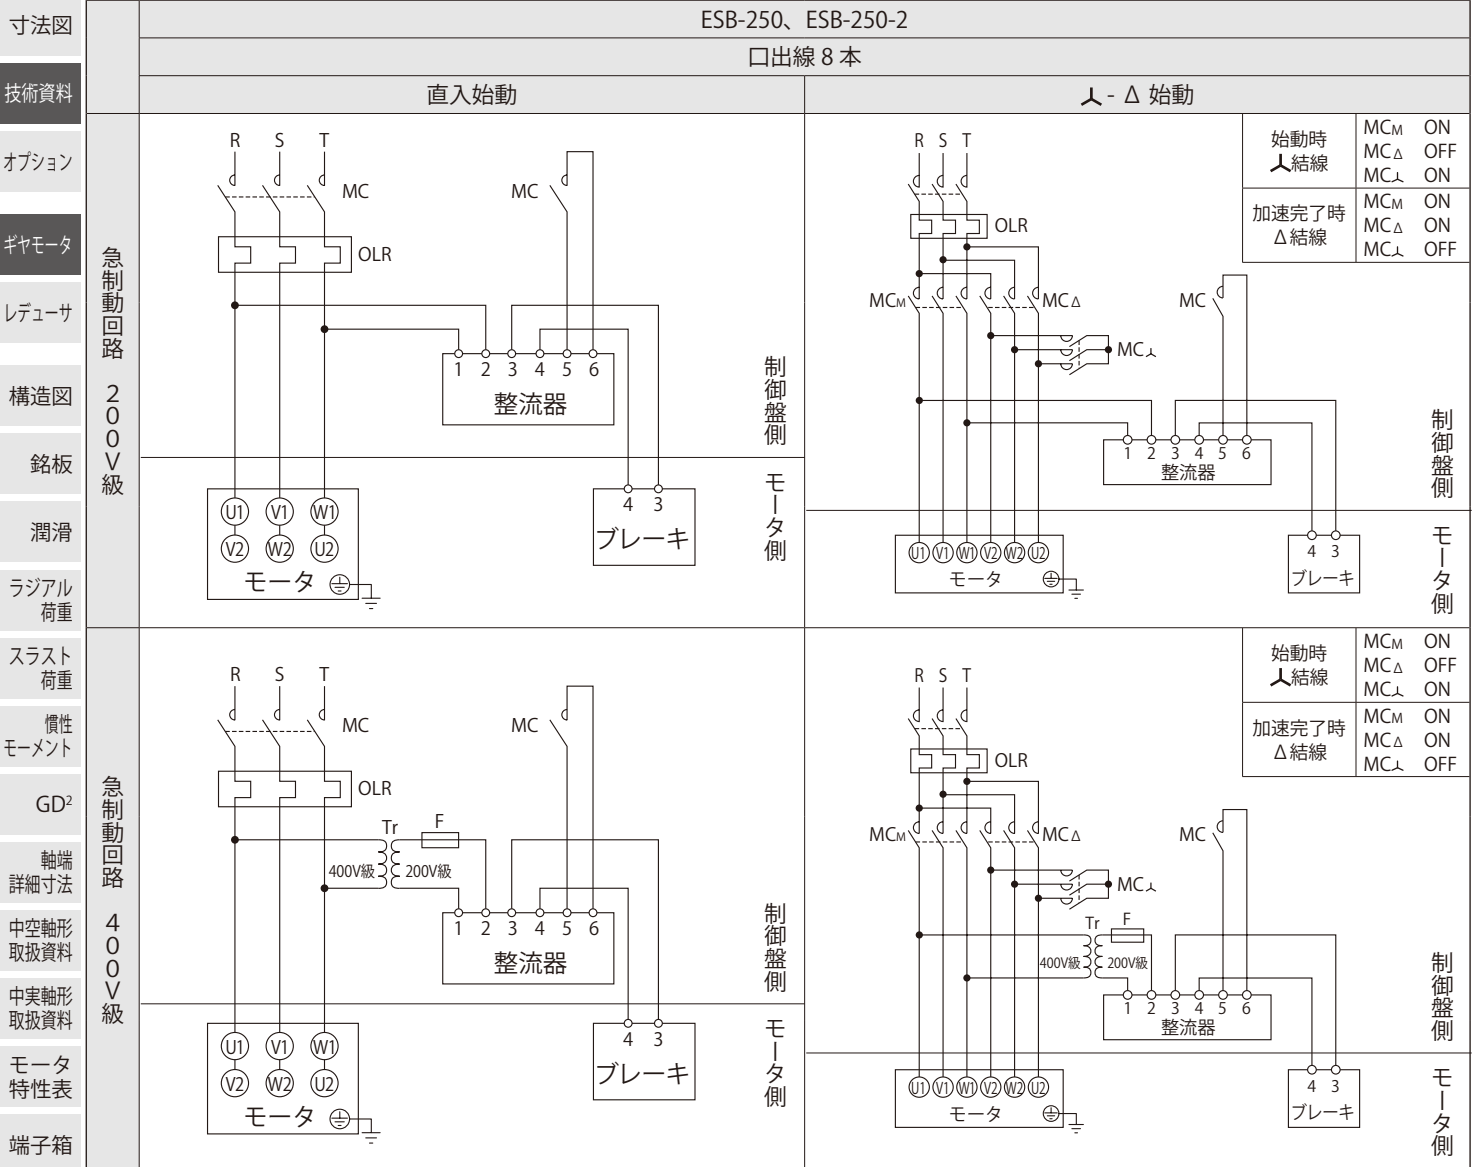 寸法図
技術資料
オプション
ギヤモータ
レデューサ
構造図
銘板
潤滑
ラジアル
荷重
スラスト
荷重
慣性
モーメント
GD²
軸端
詳細寸法
中空軸形
取扱資料
中実軸形
取扱資料
モータ
特性表
端子箱
ESB-250、ESB-250-2
口出線 8 本
直入始動
人 - Δ 始動
急制動回路 200V級
R S T
MC
MC
OLR
1 2 3 4 5 6
整流器
制御盤側
モータ側
U1 V1 W1
V2 W2 U2
モータ
4 3
ブレーキ
始動時
人結線
MCM ON
MCΔ OFF
MC人 ON
加速完了時
Δ結線
MCM ON
MCΔ ON
MC人 OFF
R S T
OLR
MCM
MCΔ
MC
MC人
1 2 3 4 5 6
整流器
制御盤側
モータ側
U1 V1 W1 V2 W2 U2
モータ
4 3
ブレーキ
急制動回路 400V級
R S T
MC
MC
OLR
Tr F
400V級 200V級
1 2 3 4 5 6
整流器
制御盤側
モータ側
U1 V1 W1
V2 W2 U2
モータ
4 3
ブレーキ
始動時
人結線
MCM ON
MCΔ OFF
MC人 ON
加速完了時
Δ結線
MCM ON
MCΔ ON
MC人 OFF
R S T
OLR
MCM
MCΔ
MC
MC人
Tr F
400V級 200V級
1 2 3 4 5 6
整流器
制御盤側
モータ側
U1 V1 W1 V2 W2 U2
モータ
4 3
ブレーキ